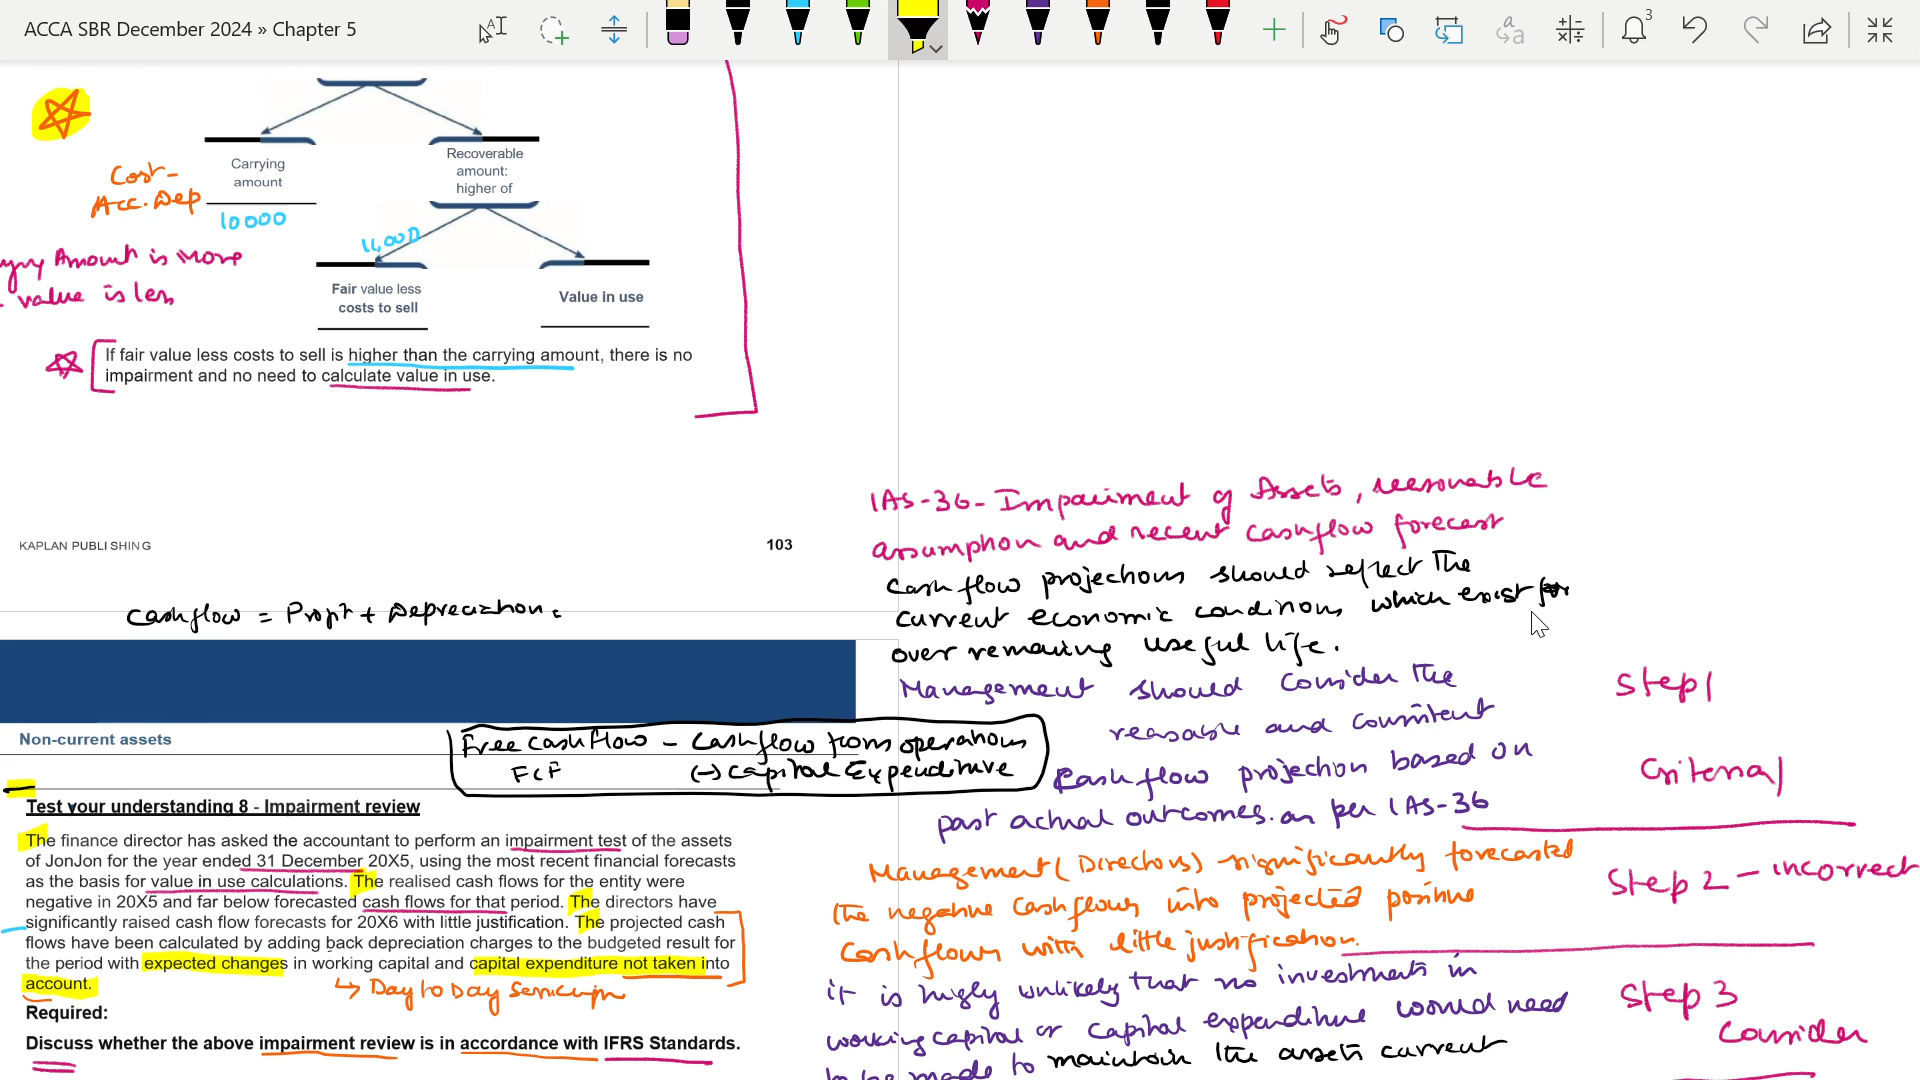 ACCA SBR December 2024 » Chapter 5
3
Cost-
Acc. Dep
Carrying
amount
10000
Recoverable
amount:
higher of
11,000
Amount is More
value is less
Fair value less
costs to sell
Value in use
If fair value less costs to sell is higher than the carrying amount, there is no
impairment and no need to calculate value in use.
KAPLAN PUBLISHING
103
Cashflow = Profit + Depreciation.
Non-current assets
Free cashflow - Cashflow from operations
FCF (-) Capital Expenditure
Test your understanding 8 - Impairment review
The finance director has asked the accountant to perform an impairment test of the assets
of JonJon for the year ended 31 December 20X5, using the most recent financial forecasts
as the basis for value in use calculations. The realised cash flows for the entity were
negative in 20X5 and far below forecasted cash flows for that period. The directors have
significantly raised cash flow forecasts for 20X6 with little justification. The projected cash
flows have been calculated by adding back depreciation charges to the budgeted result for
the period with expected changes in working capital and capital expenditure not taken into
account.
Day to Day
Required:
Discuss whether the above impairment review is in accordance with IFRS Standards.
IAS-36- Impairment of Assets, reasonable
assumption and recent cashflow forecast
Cash flow projections should reflect The
current economic conditions which exist
over remaining useful life.
Management should consider the
reasable and consistent
Cashflow projection based on
past actual outcomes. as per IAS-36
Management (Directors) significantly forecasted
the negative cashflows into projected positive
cashflows with little justification.
it is higly unlikely that no investments in
working capital or capital expenditure would need
to be made to maintain the assets current
Step 1
Criteria
Step 2 - incorrect
Step 3
Consider